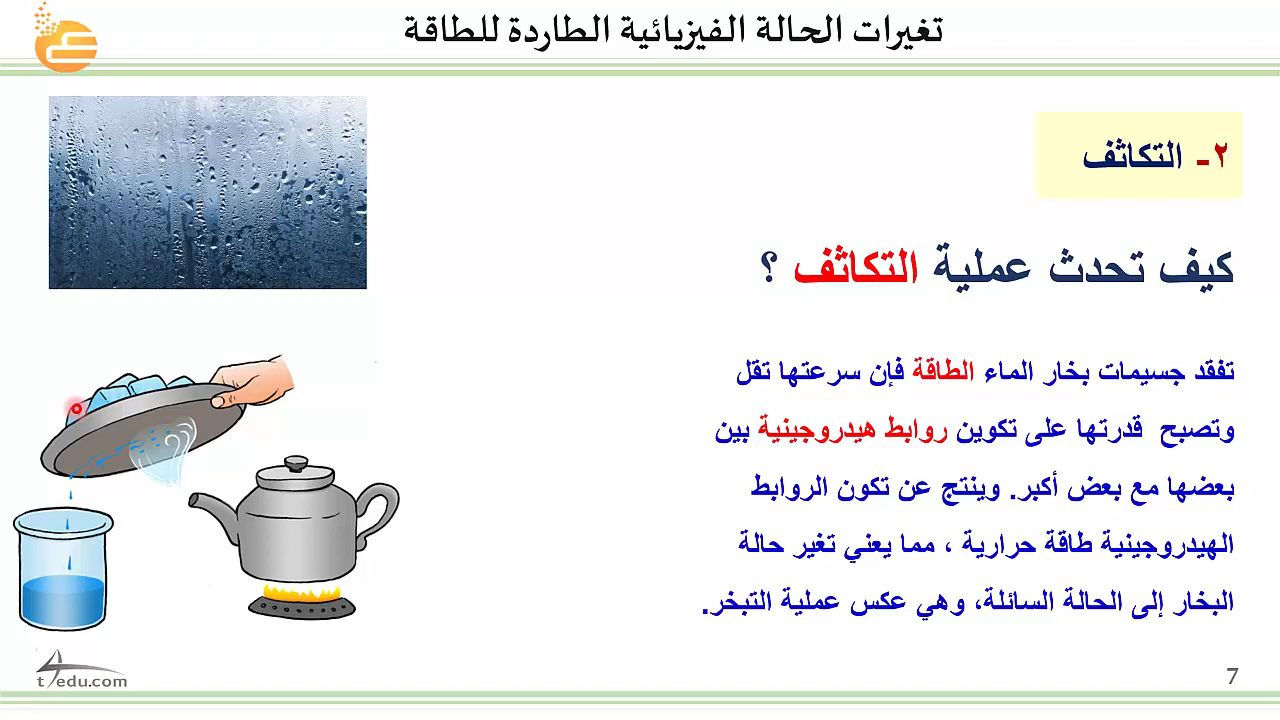 تغيرات الحالة الفيزيائية الطاردة للطاقة
٢- التكاثف
كيف تحدث عملية التكاثف ؟
تفقد جسيمات بخار الماء الطاقة فإن سرعتها تقل
وتصبح قدرتها على تكوين روابط هيدروجينية بين
بعضها مع بعض أكبر. وينتج عن تكون الروابط
الهيدروجينية طاقة حرارية ، مما يعني تغير حالة
البخار إلى الحالة السائلة، وهي عكس عملية التبخر.
7